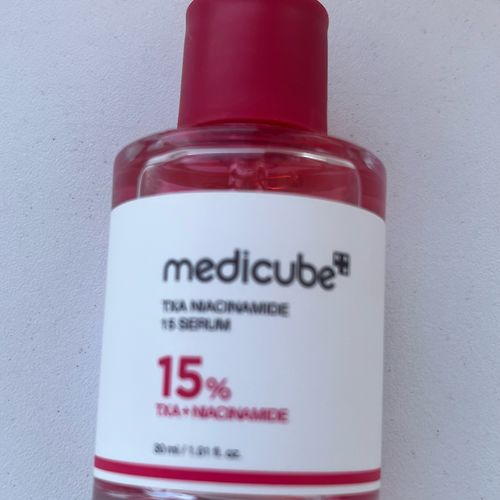 medicube
TXA NIACINAMIDE
15 SERUM
15%
TXA + NIACINAMIDE
30 ml / 1.01 fl. oz.